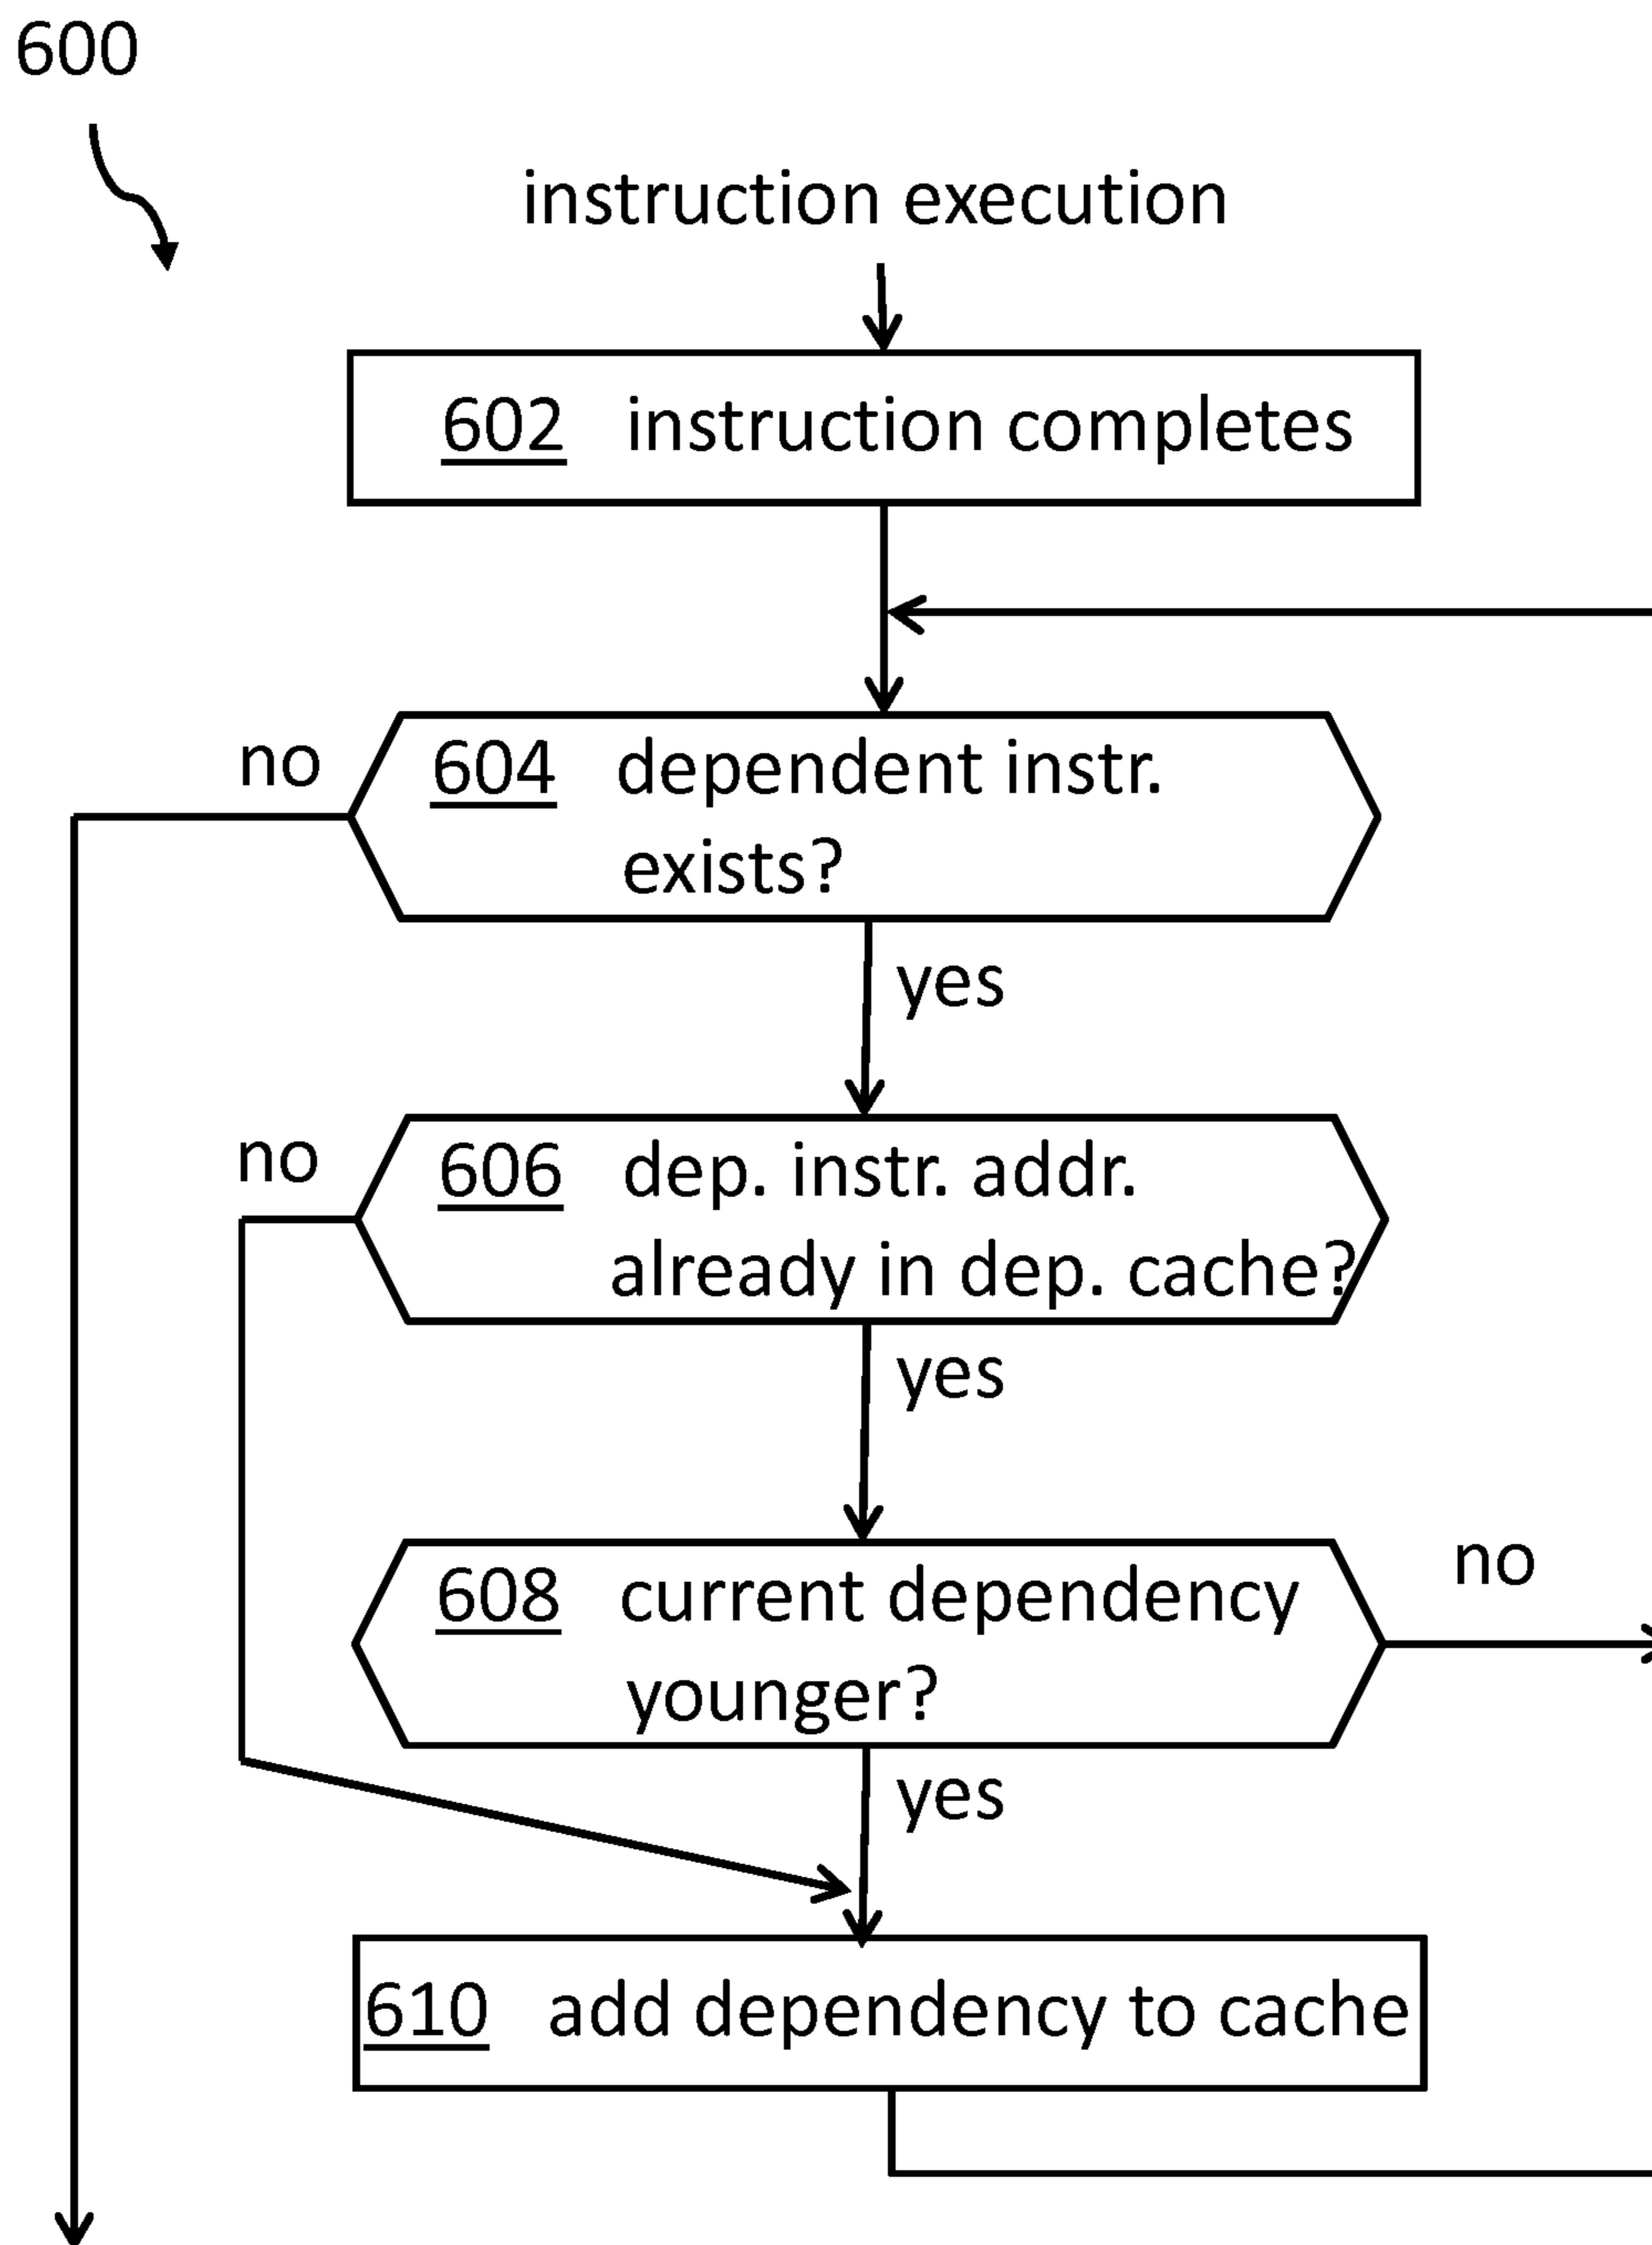 600
instruction execution
602 instruction completes
no
604 dependent instr.
exists?
yes
no
606 dep. instr. addr.
already in dep. cache?
yes
608 current dependency
younger?
no
yes
610 add dependency to cache